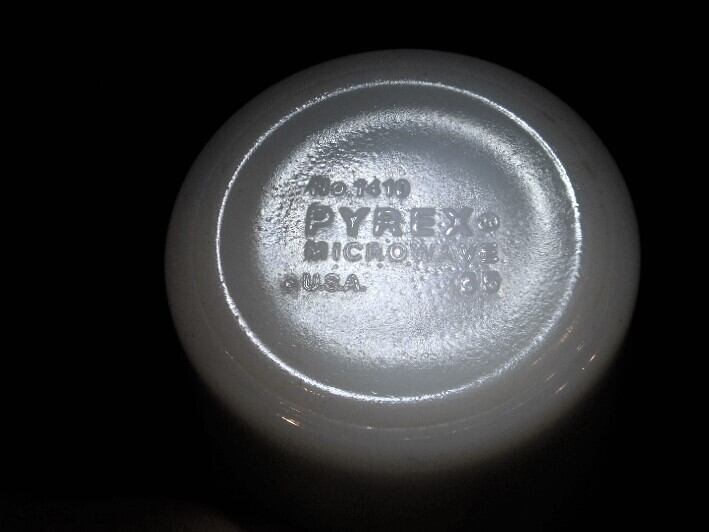 No 1410
PYREX®
MICROWAVE
U.S.A. 39